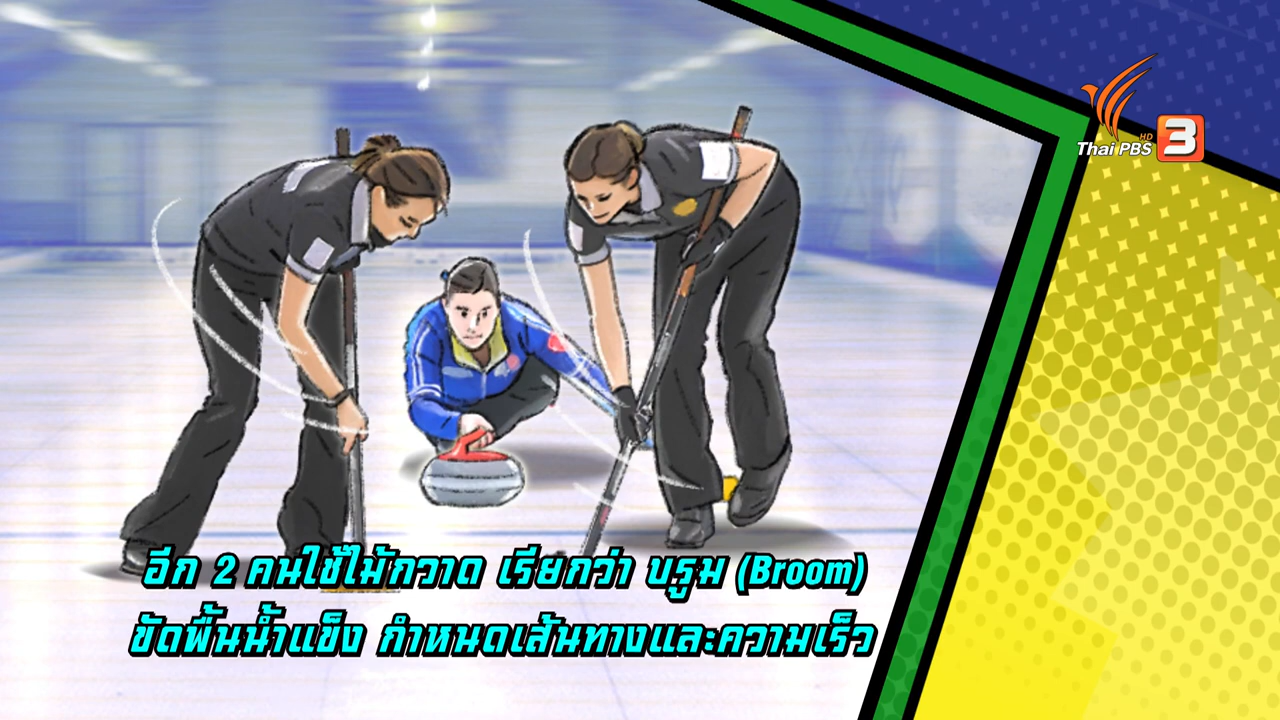 Thai PBS HD 3
อีก 2 คนใช้ไม้กวาด เรียกว่า บรูม (Broom)
ขัดพื้นน้ำแข็ง กำหนดเส้นทางและความเร็ว